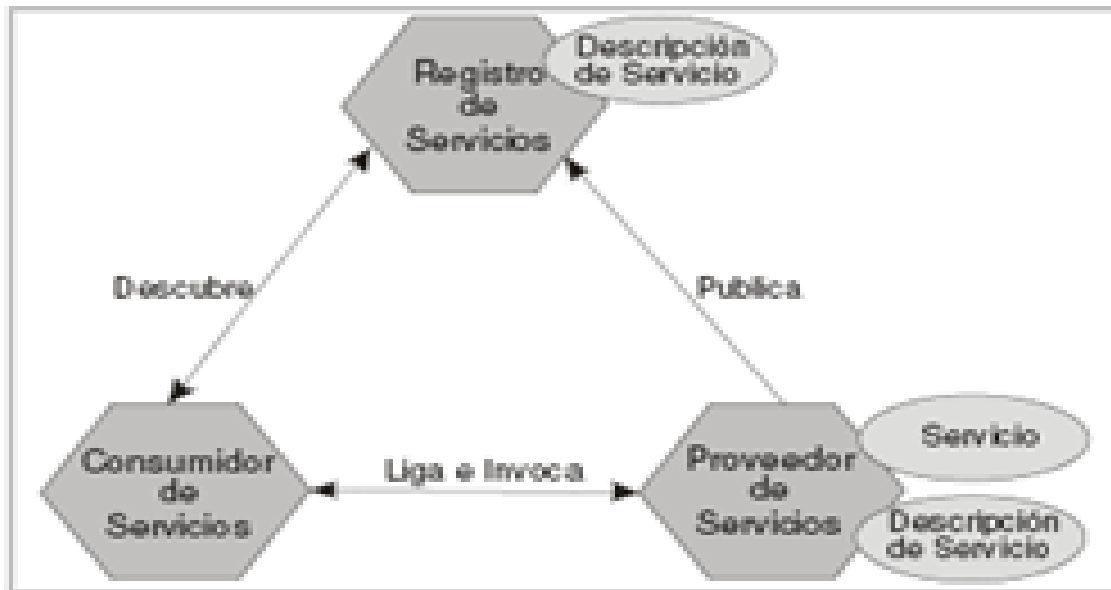 Registro
de
Servicios
Descripción
de Servicio
Descubre
Publica
Consumidor
de
Servicios
Liga e Invoca
Proveedor
de
Servicios
Servicio
Descripción
de Servicio